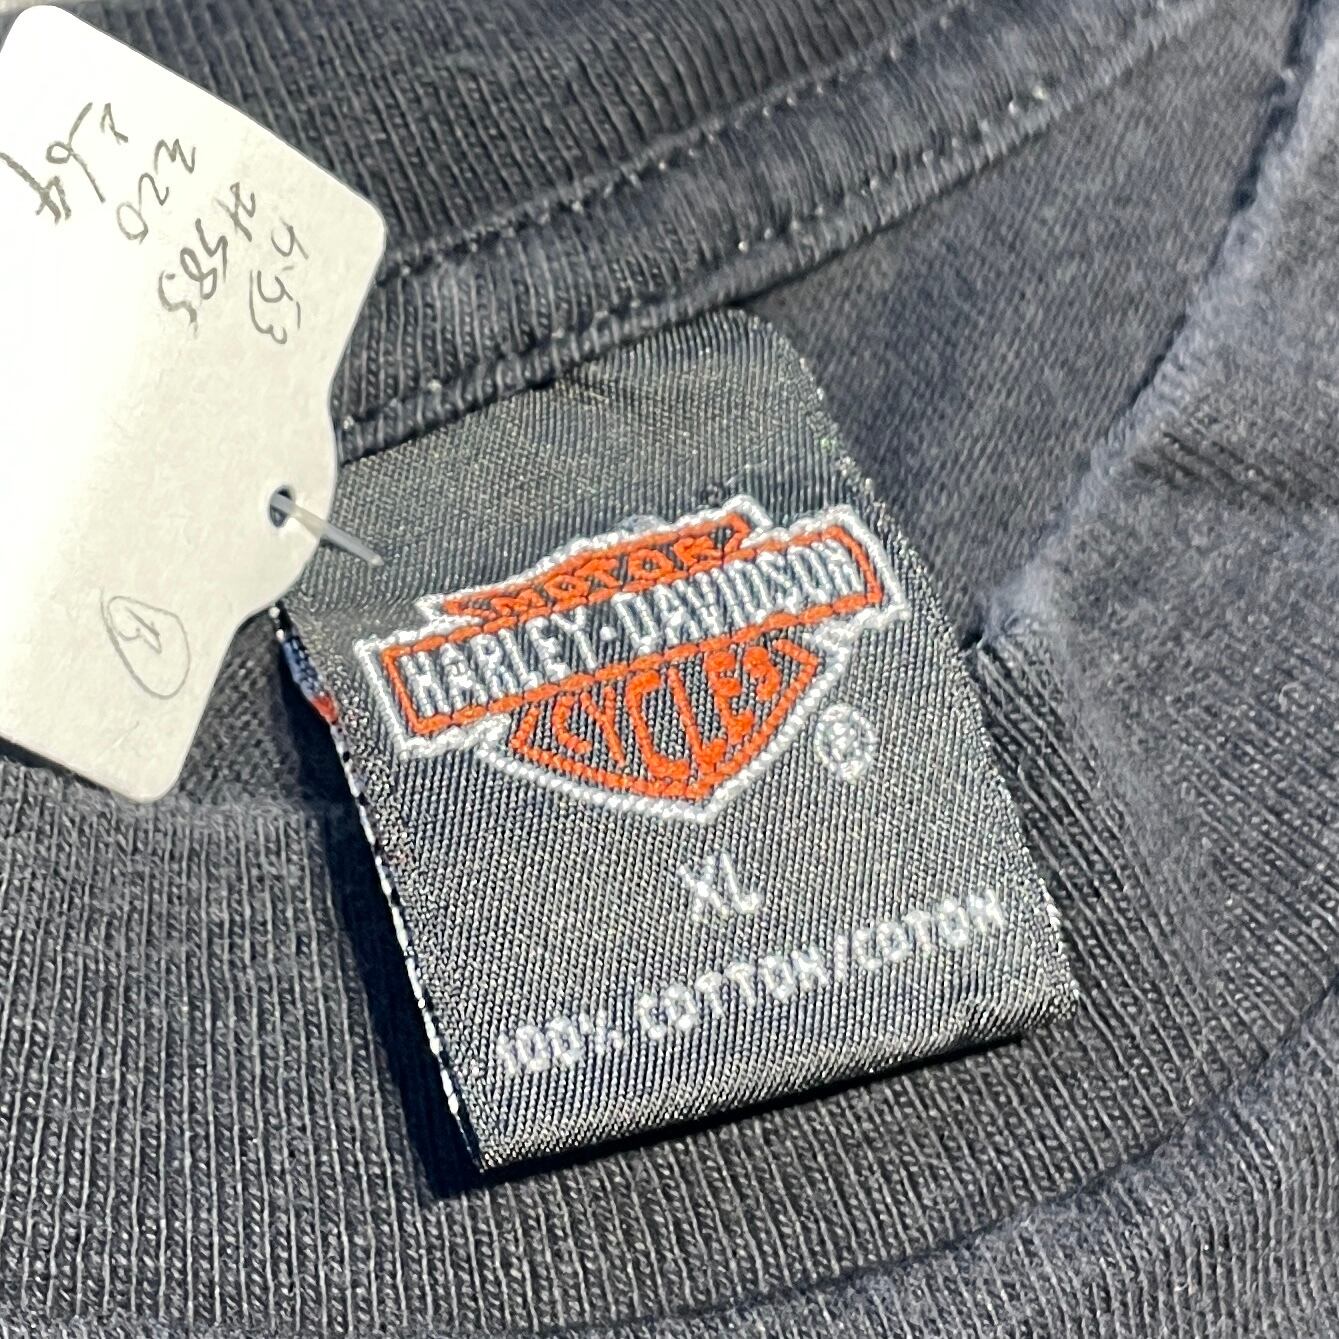 B
MOTOR
HARLEY-DAVIDSON
CYCLES
®
XL
100% COTTON/COTON